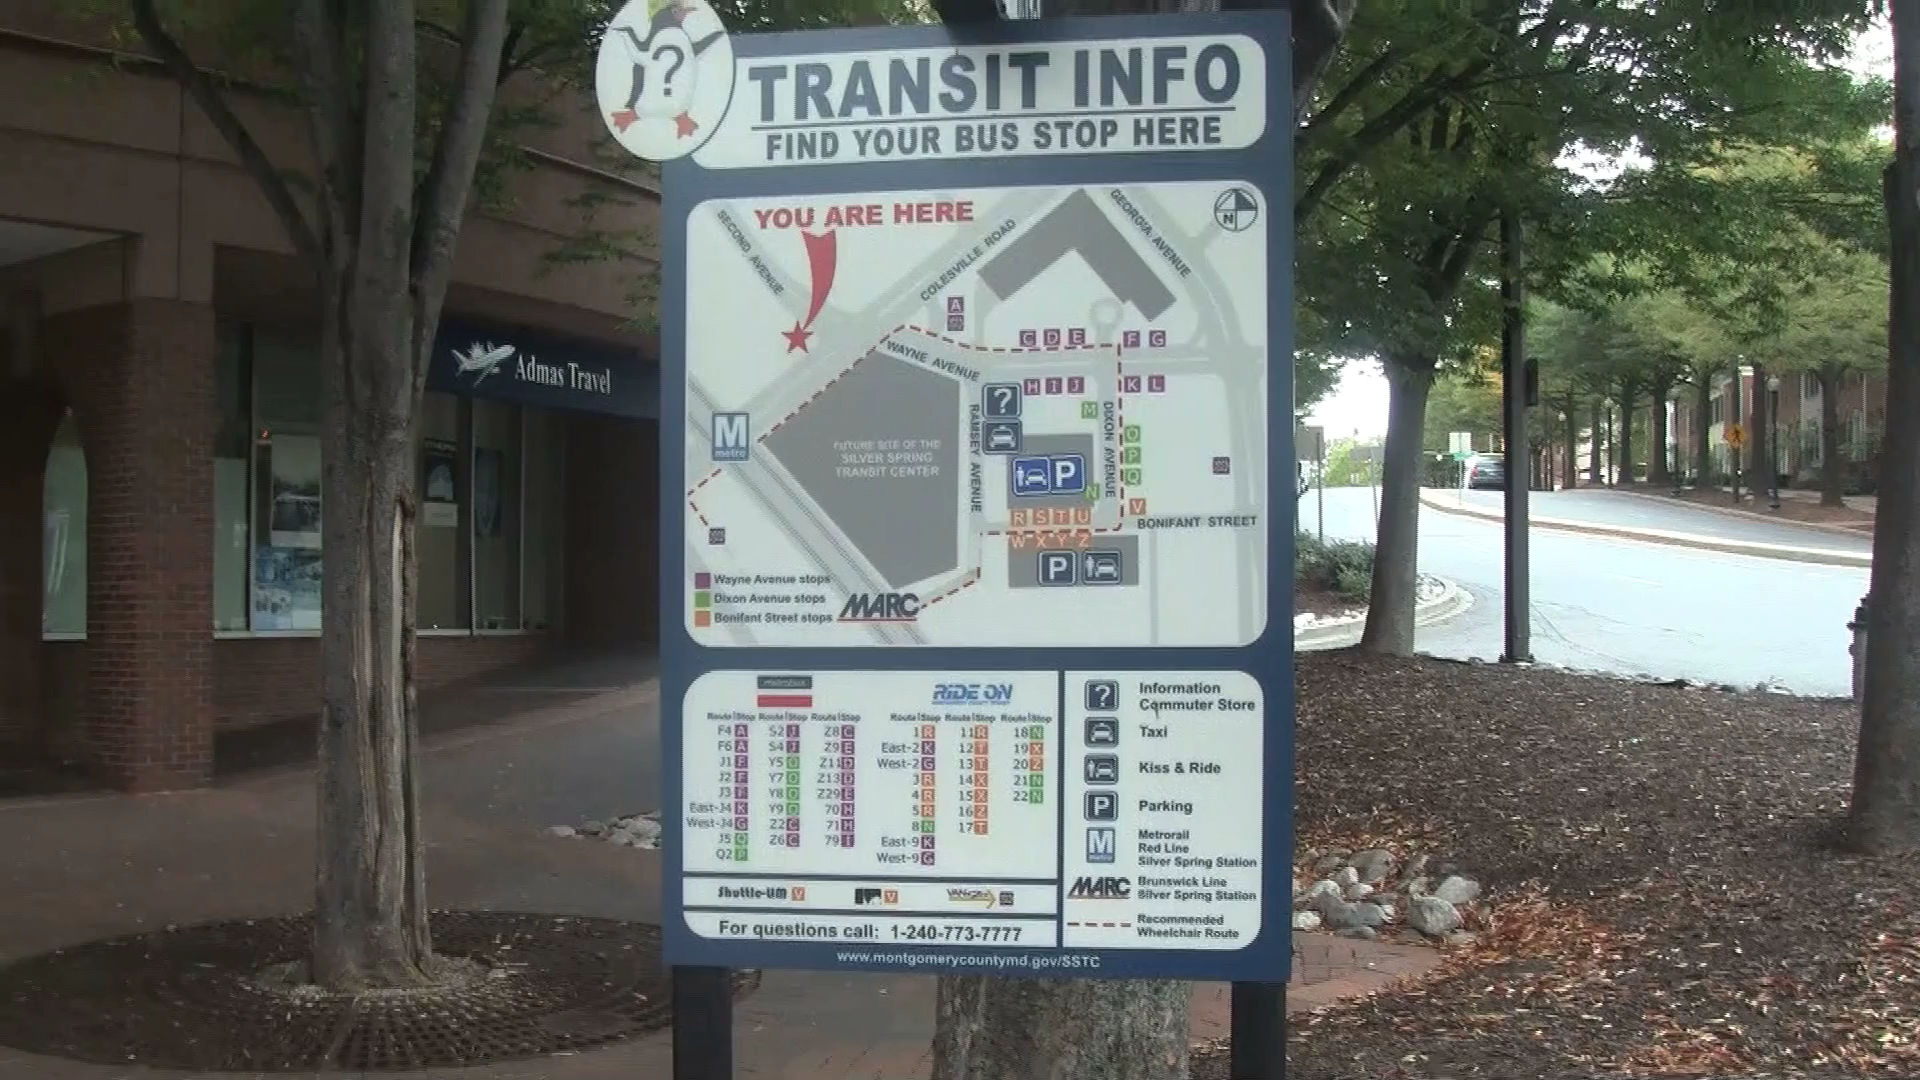 ?
TRANSIT INFO
FIND YOUR BUS STOP HERE
YOU ARE HERE
N
SECOND AVENUE
COLESVILLE ROAD
GEORGIA AVENUE
A
WAYNE AVENUE
C D E F G
H I J K L
?
M
RAMSEY AVENUE
DIXON AVENUE
M
metro
FUTURE SITE OF THE
SILVER SPRING
TRANSIT CENTER
O
P
Q
P
N
V
R S T U
BONIFANT STREET
W X Y Z
P
Wayne Avenue stops
Dixon Avenue stops
Bonifant Street stops
MARC
metrobus
Route|Stop Route|Stop Route|Stop
F4 A S2 J Z8 C
F6 A S4 J Z9 E
J1 F Y5 O Z11 D
J2 F Y7 O Z13 D
J3 F Y8 O Z29 E
East-J4 K Y9 O 70 H
West-J4 G Z2 C 71 H
J5 Q Z6 C 79 I
Q2 P
RIDE ON
Route|Stop Route|Stop Route|Stop
1 R 11 R 18 N
East-2 K 12 T 19 X
West-2 G 13 T 20 Z
3 R 14 X 21 N
4 R 15 X 22 N
5 R 16 Z
8 N 17 T
East-9 K
West-9 G
Shuttle-UM V
V
VANGO
For questions call: 1-240-773-7777
? Information
Commuter Store
Taxi
Kiss & Ride
P Parking
M metro Metrorail
Red Line
Silver Spring Station
MARC Brunswick Line
Silver Spring Station
Recommended
Wheelchair Route
www.montgomerycountymd.gov/SSTC
Admas Travel